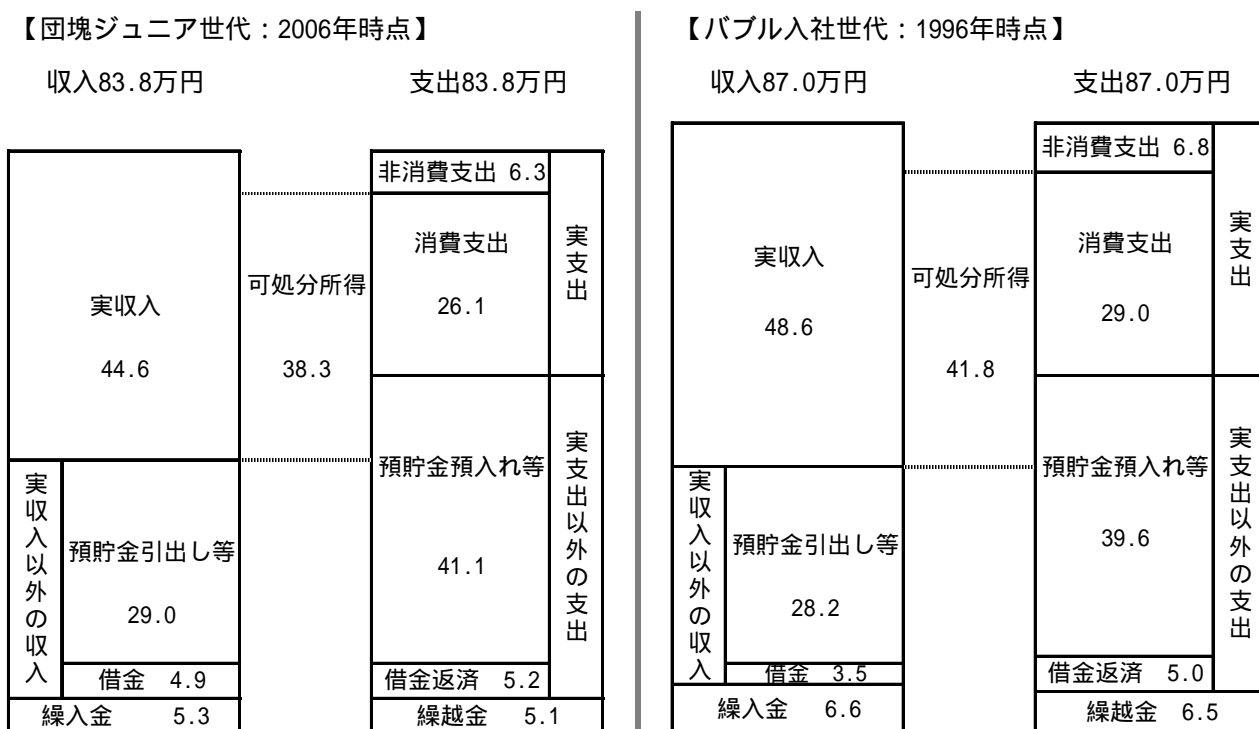 【団塊ジュニア世代：2006年時点】
収入83.8万円
支出83.8万円
非消費支出 6.3
消費支出
26.1
実支出
可処分所得
38.3
実収入
44.6
預貯金預入れ等
41.1
実支出以外の支出
実収入以外の収入
預貯金引出し等
29.0
借金 4.9
借金返済 5.2
繰入金 5.3
繰越金 5.1
【バブル入社世代：1996年時点】
収入87.0万円
支出87.0万円
非消費支出 6.8
消費支出
29.0
実支出
実収入
48.6
可処分所得
41.8
預貯金預入れ等
39.6
実支出以外の支出
実収入以外の収入
預貯金引出し等
28.2
借金 3.5
借金返済 5.0
繰入金 6.6
繰越金 6.5